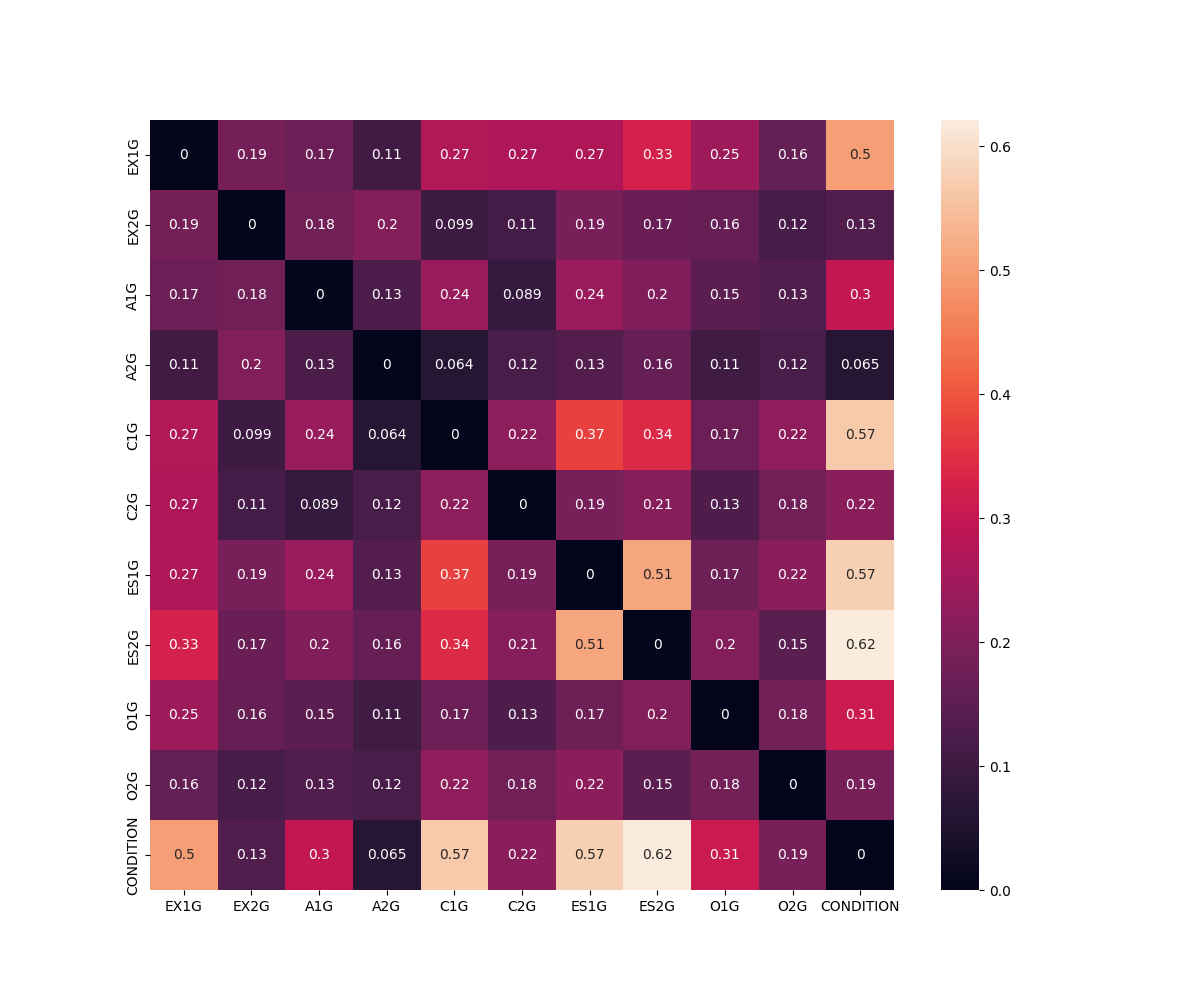 EX1G 0 0.19 0.17 0.11 0.27 0.27 0.27 0.33 0.25 0.16 0.5
EX2G 0.19 0 0.18 0.2 0.099 0.11 0.19 0.17 0.16 0.12 0.13
A1G 0.17 0.18 0 0.13 0.24 0.089 0.24 0.2 0.15 0.13 0.3
A2G 0.11 0.2 0.13 0 0.064 0.12 0.13 0.16 0.11 0.12 0.065
C1G 0.27 0.099 0.24 0.064 0 0.22 0.37 0.34 0.17 0.22 0.57
C2G 0.27 0.11 0.089 0.12 0.22 0 0.19 0.21 0.13 0.18 0.22
ES1G 0.27 0.19 0.24 0.13 0.37 0.19 0 0.51 0.17 0.22 0.57
ES2G 0.33 0.17 0.2 0.16 0.34 0.21 0.51 0 0.2 0.15 0.62
O1G 0.25 0.16 0.15 0.11 0.17 0.13 0.17 0.2 0 0.18 0.31
O2G 0.16 0.12 0.13 0.12 0.22 0.18 0.22 0.15 0.18 0 0.19
CONDITION 0.5 0.13 0.3 0.065 0.57 0.22 0.57 0.62 0.31 0.19 0
EX1G EX2G A1G A2G C1G C2G ES1G ES2G O1G O2G CONDITION
0.6
0.5
0.4
0.3
0.2
0.1
0.0